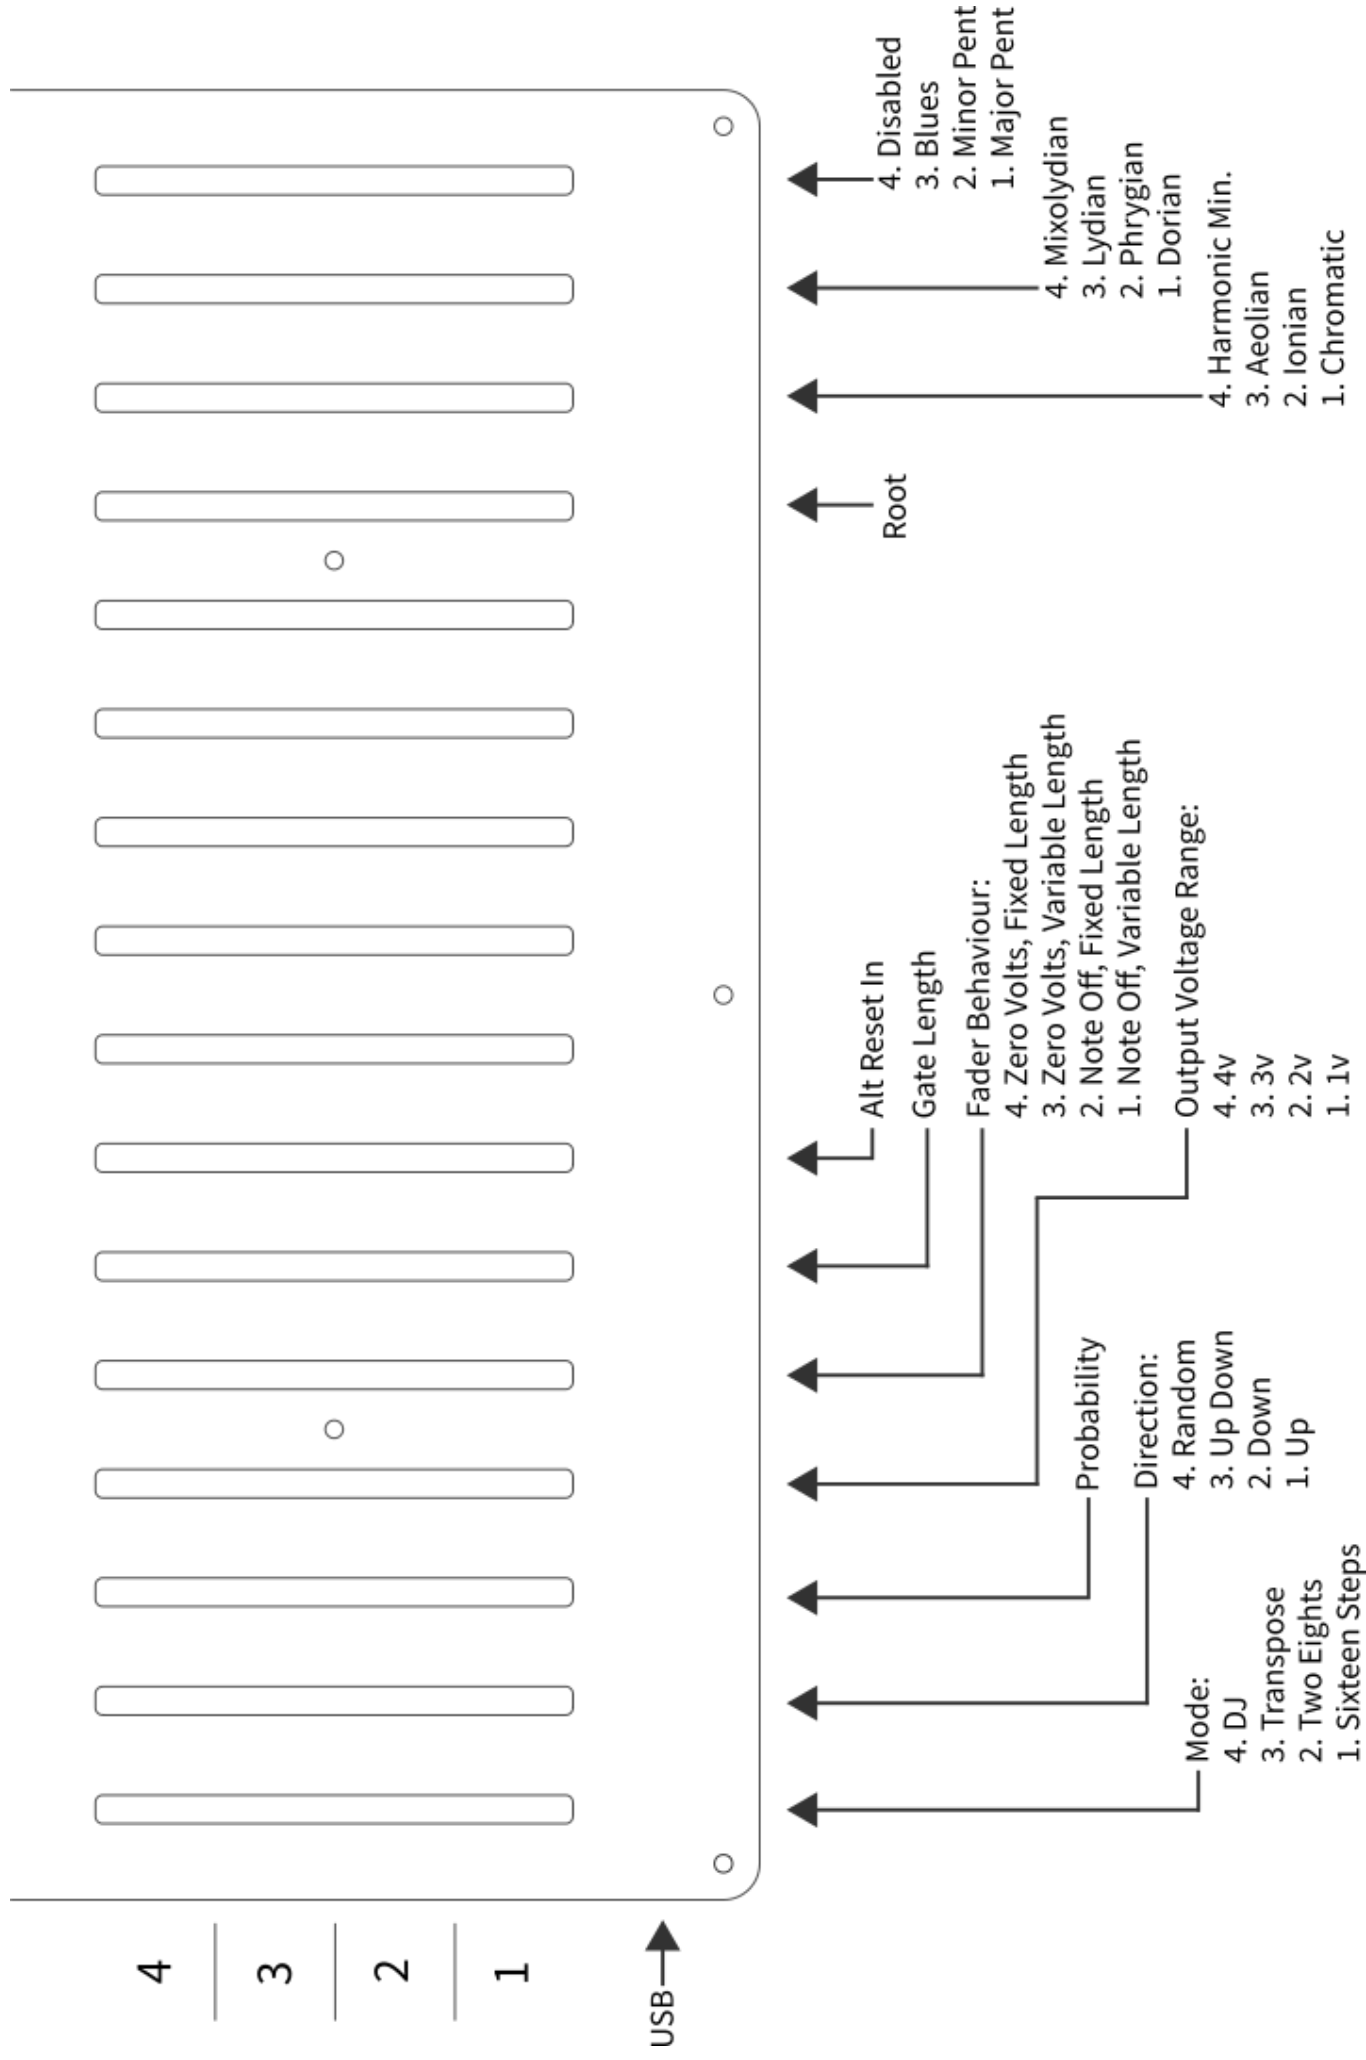 4
3
2
1
USB
Mode:
4. DJ
3. Transpose
2. Two Eights
1. Sixteen Steps
Direction:
4. Random
3. Up Down
2. Down
1. Up
Probability
Output Voltage Range:
4. 4v
3. 3v
2. 2v
1. 1v
Fader Behaviour:
4. Zero Volts, Fixed Length
3. Zero Volts, Variable Length
2. Note Off, Fixed Length
1. Note Off, Variable Length
Gate Length
Alt Reset In
Root
4. Harmonic Min.
3. Aeolian
2. Ionian
1. Chromatic
4. Mixolydian
3. Lydian
2. Phrygian
1. Dorian
4. Disabled
3. Blues
2. Minor Pent
1. Major Pent